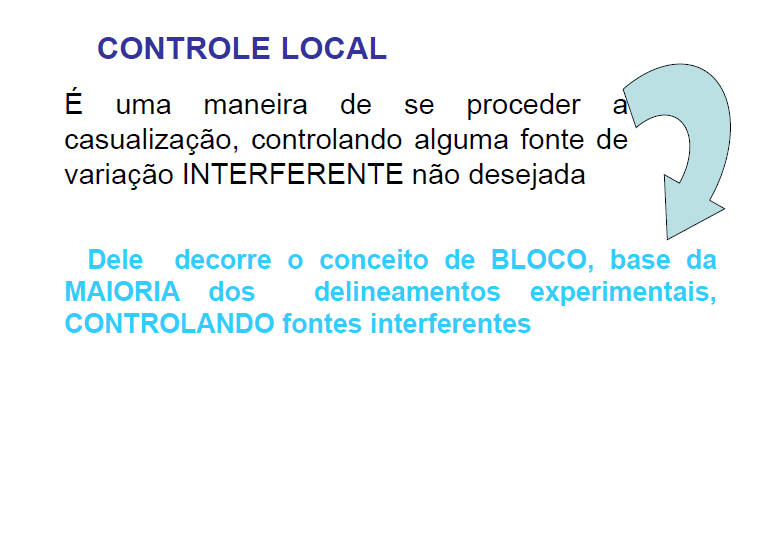 CONTROLE LOCAL
É uma maneira de se proceder a
casualização, controlando alguma fonte de
variação INTERFERENTE não desejada
Dele decorre o conceito de BLOCO, base da
MAIORIA dos delineamentos experimentais,
CONTROLANDO fontes interferentes